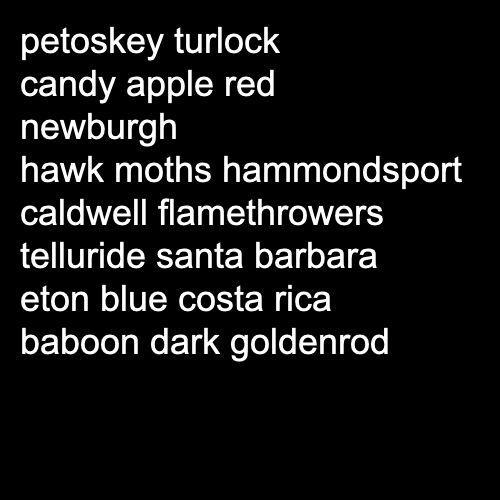 petoskey turlock
candy apple red
newburgh
hawk moths hammondsport
caldwell flamethrowers
telluride santa barbara
eton blue costa rica
baboon dark goldenrod